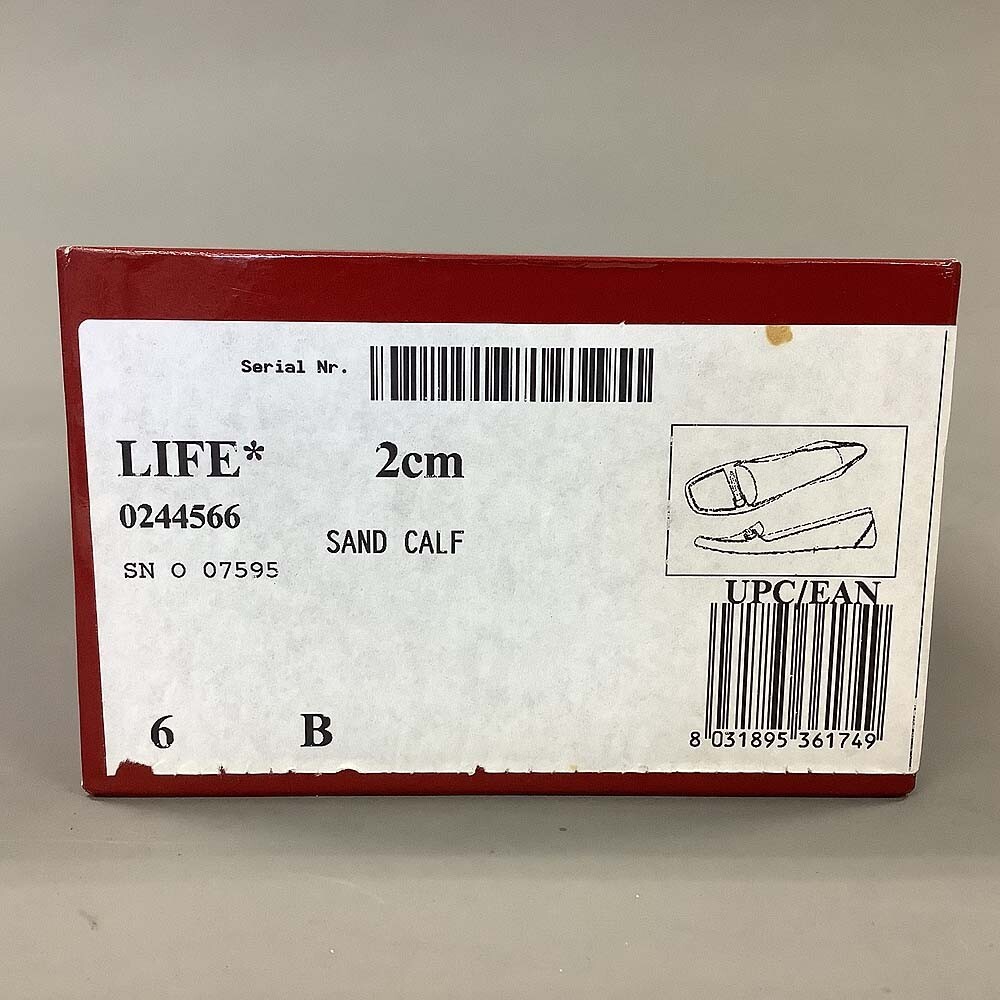 Serial Nr.
LIFE* 2cm
0244566
SAND CALF
SN O 07595
UPC/EAN
6 B
8 031895 361749